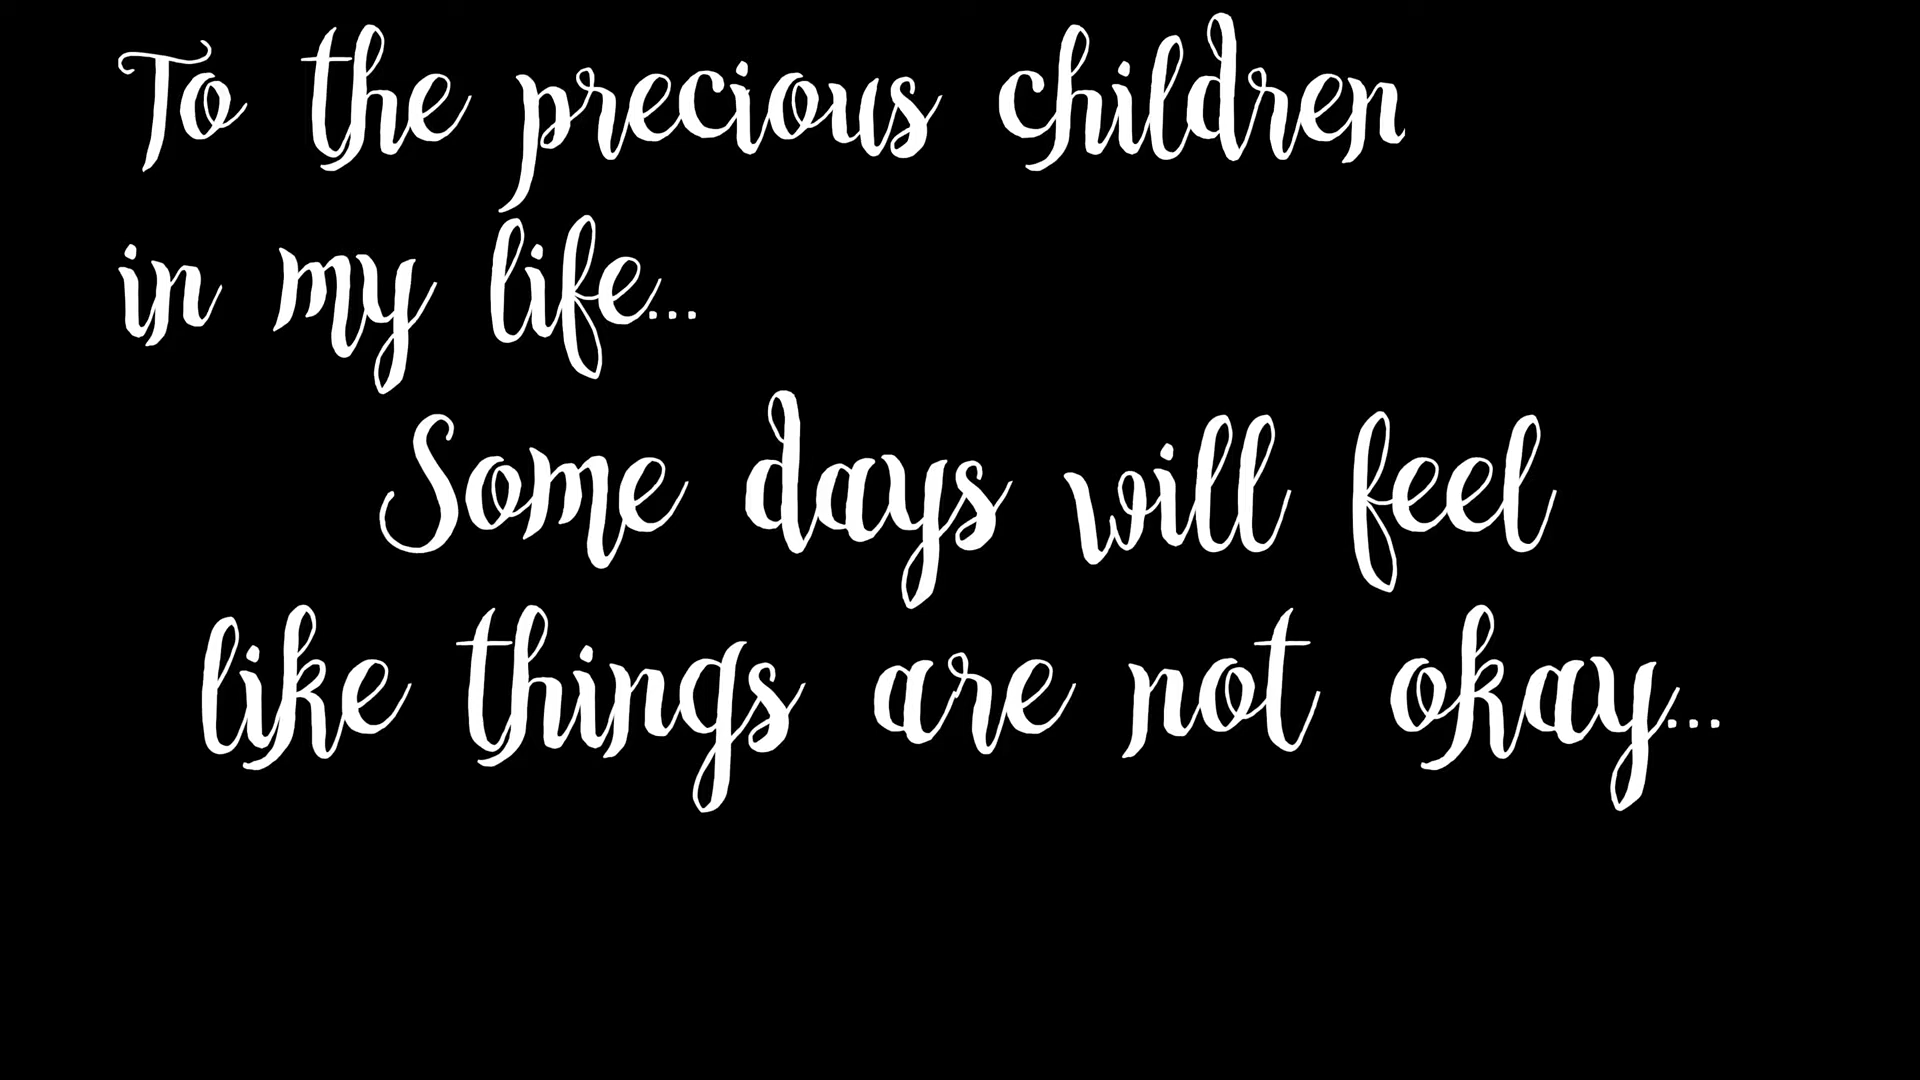 To the precious children
in my life...
Some days will feel
like things are not okay...